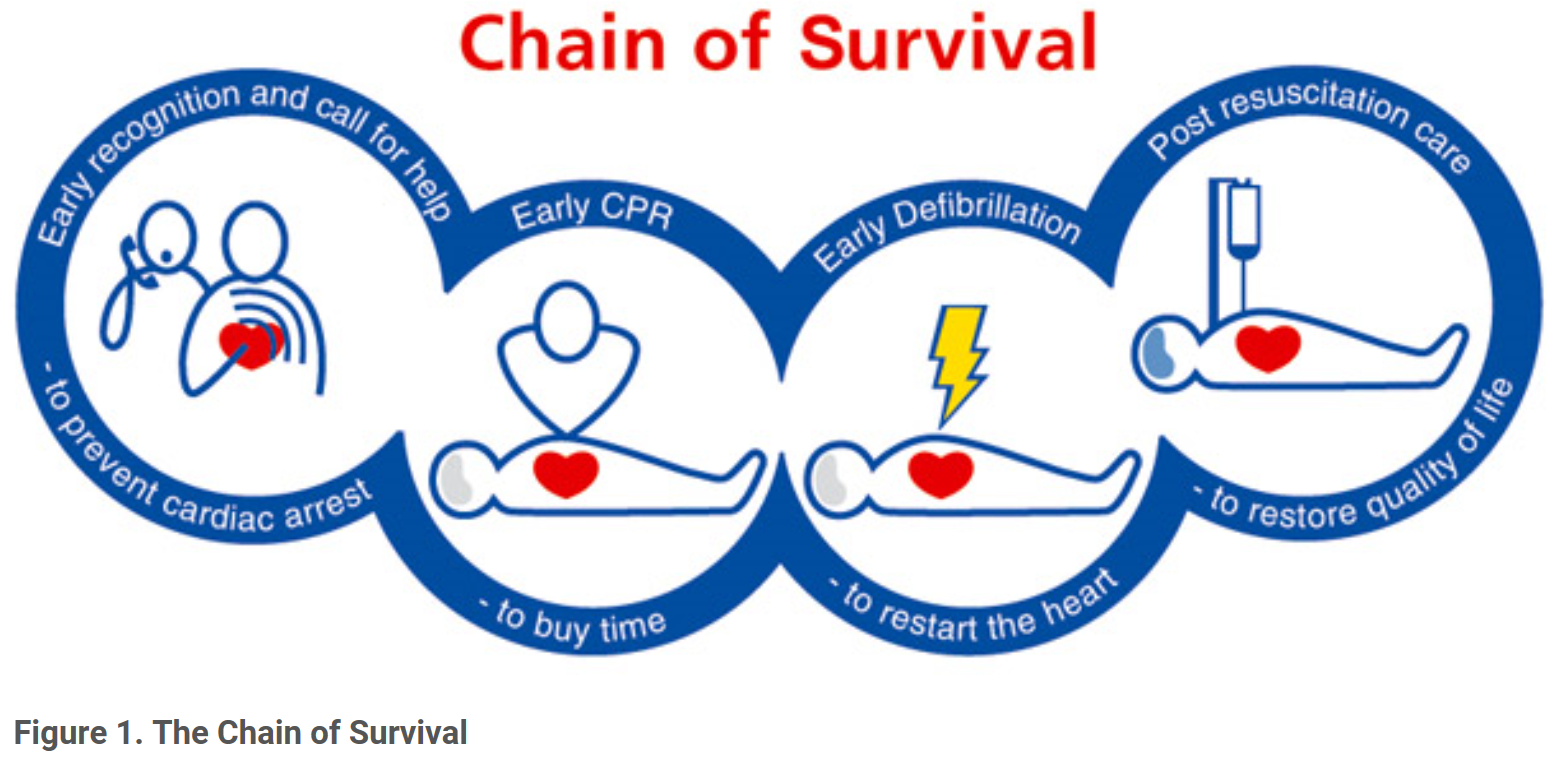 Chain of Survival
Early recognition and call for help
- to prevent cardiac arrest
Early CPR
- to buy time
Early Defibrillation
- to restart the heart
Post resuscitation care
- to restore quality of life
Figure 1. The Chain of Survival